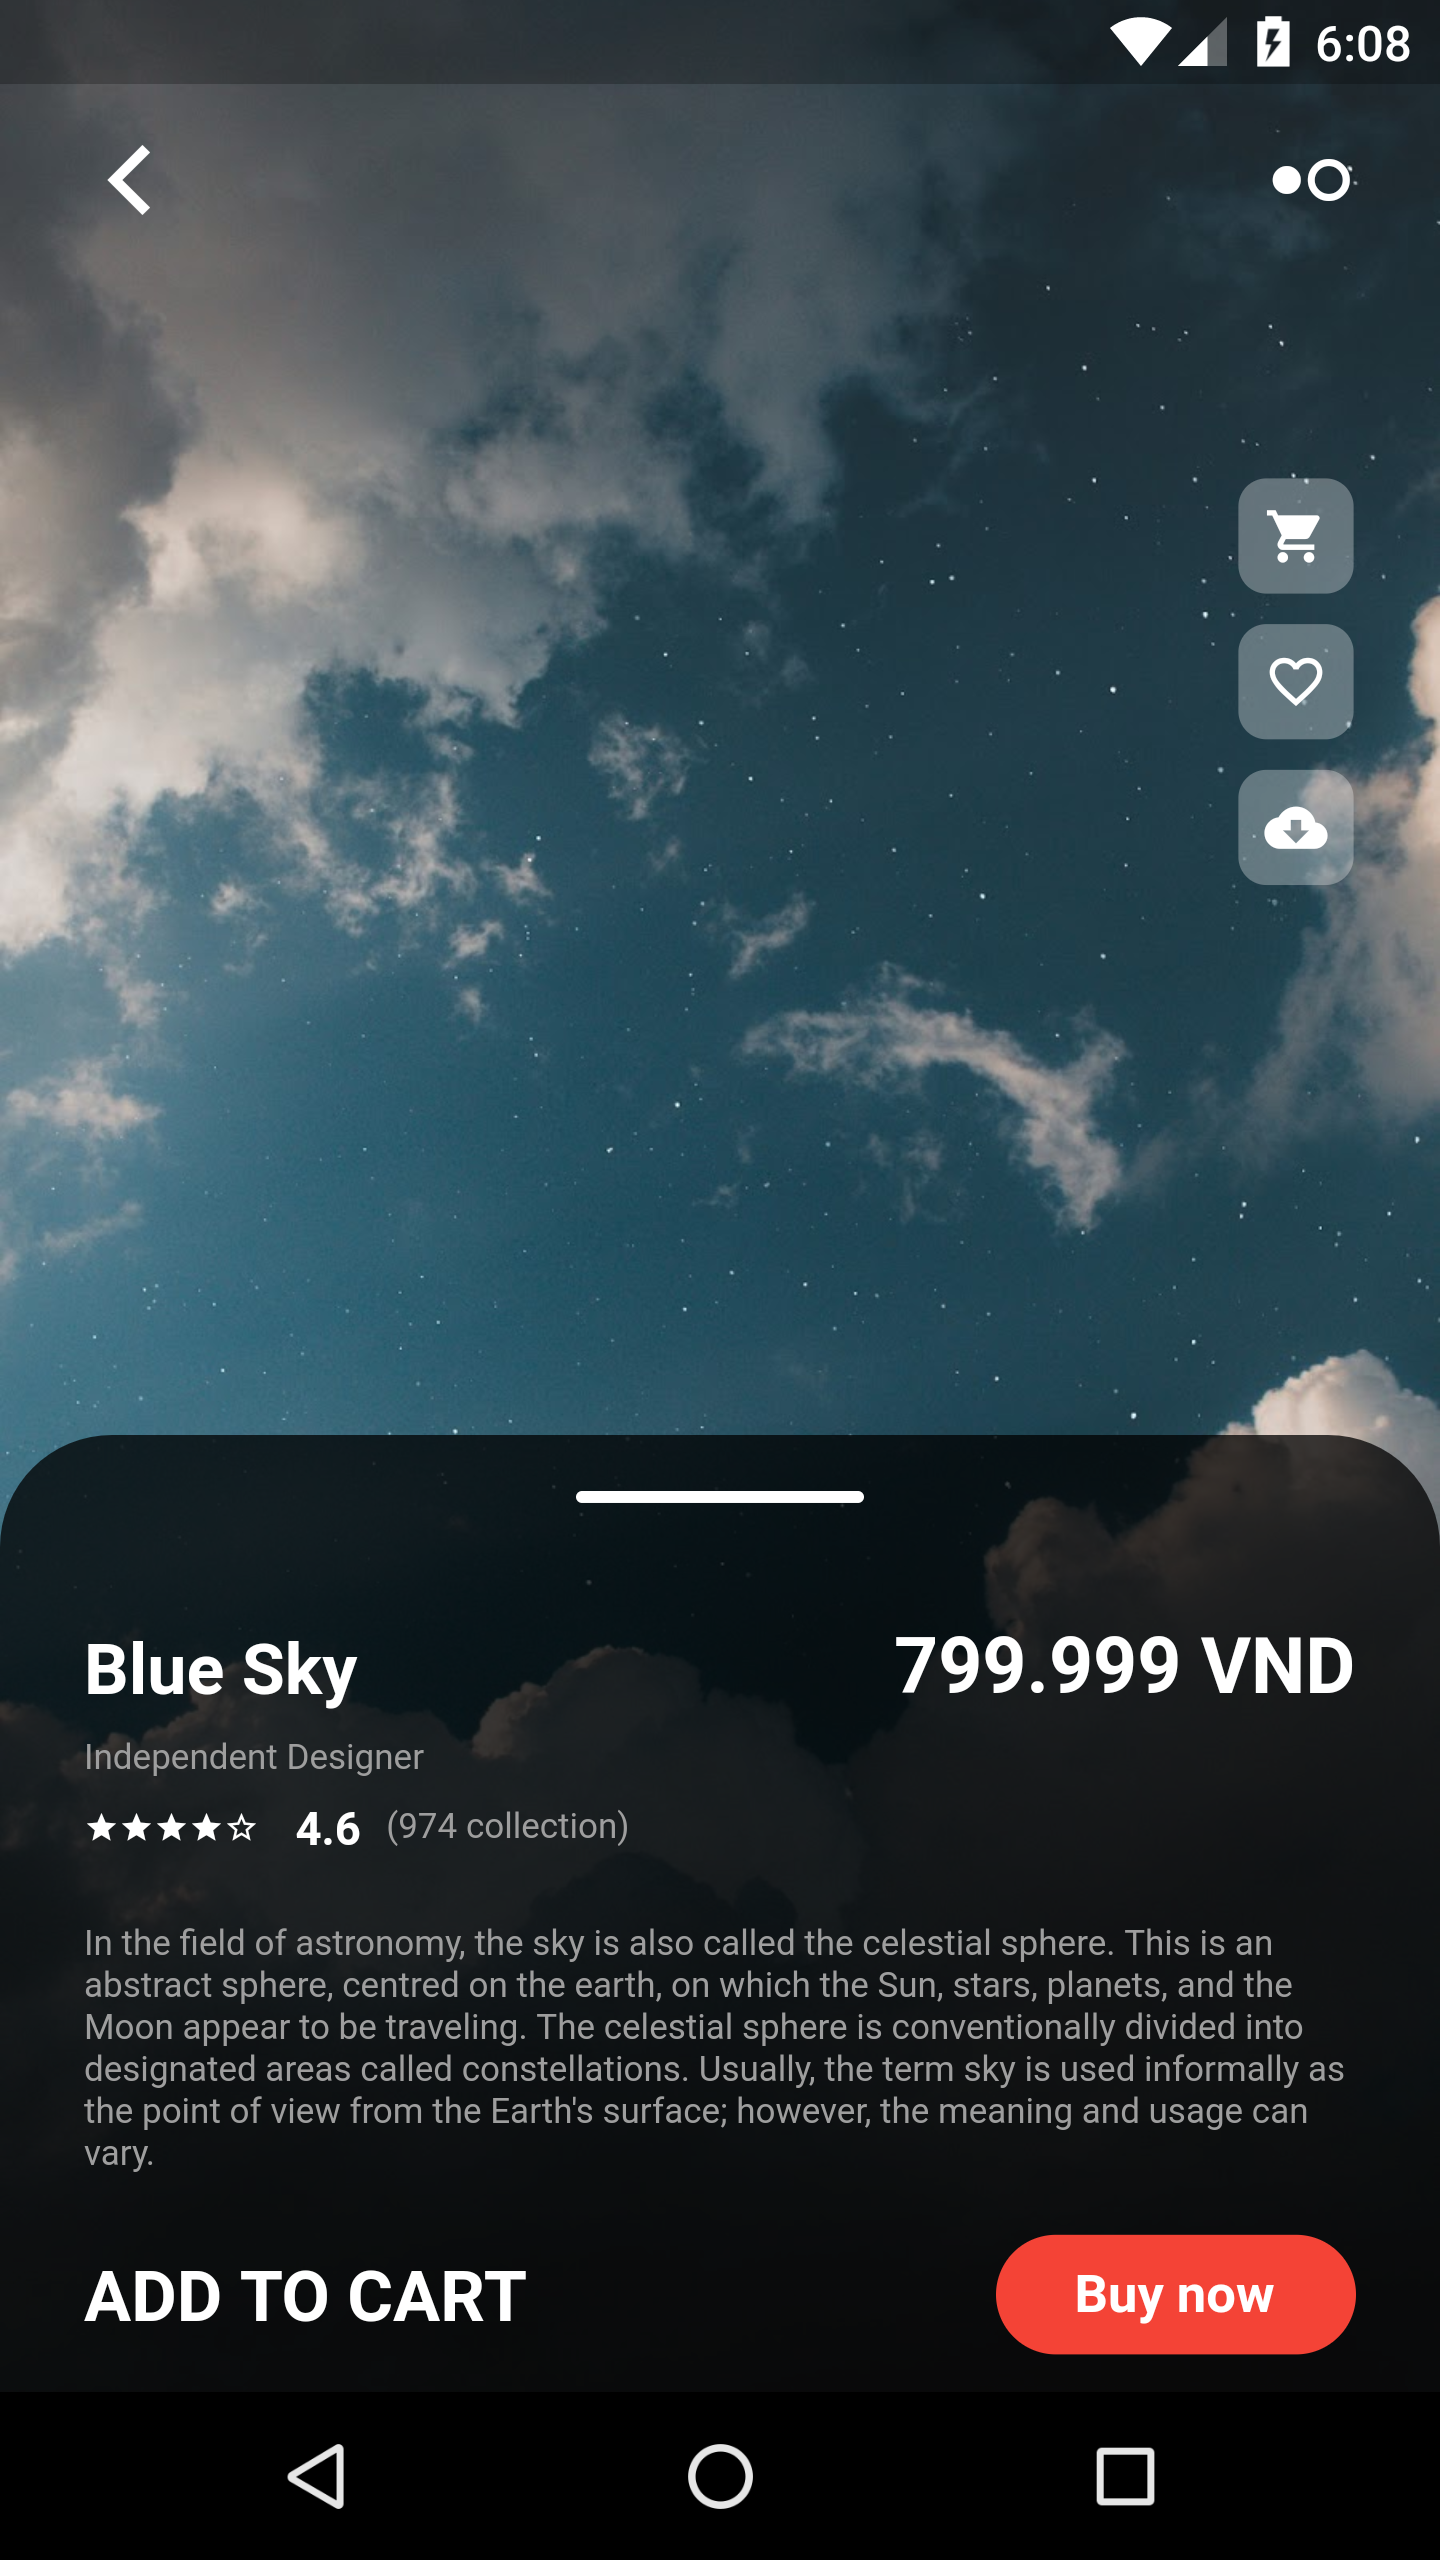 6:08
Blue Sky
799.999 VND
Independent Designer
4.6 (974 collection)
In the field of astronomy, the sky is also called the celestial sphere. This is an
abstract sphere, centred on the earth, on which the Sun, stars, planets, and the
Moon appear to be traveling. The celestial sphere is conventionally divided into
designated areas called constellations. Usually, the term sky is used informally as
the point of view from the Earth's surface; however, the meaning and usage can
vary.
ADD TO CART
Buy now